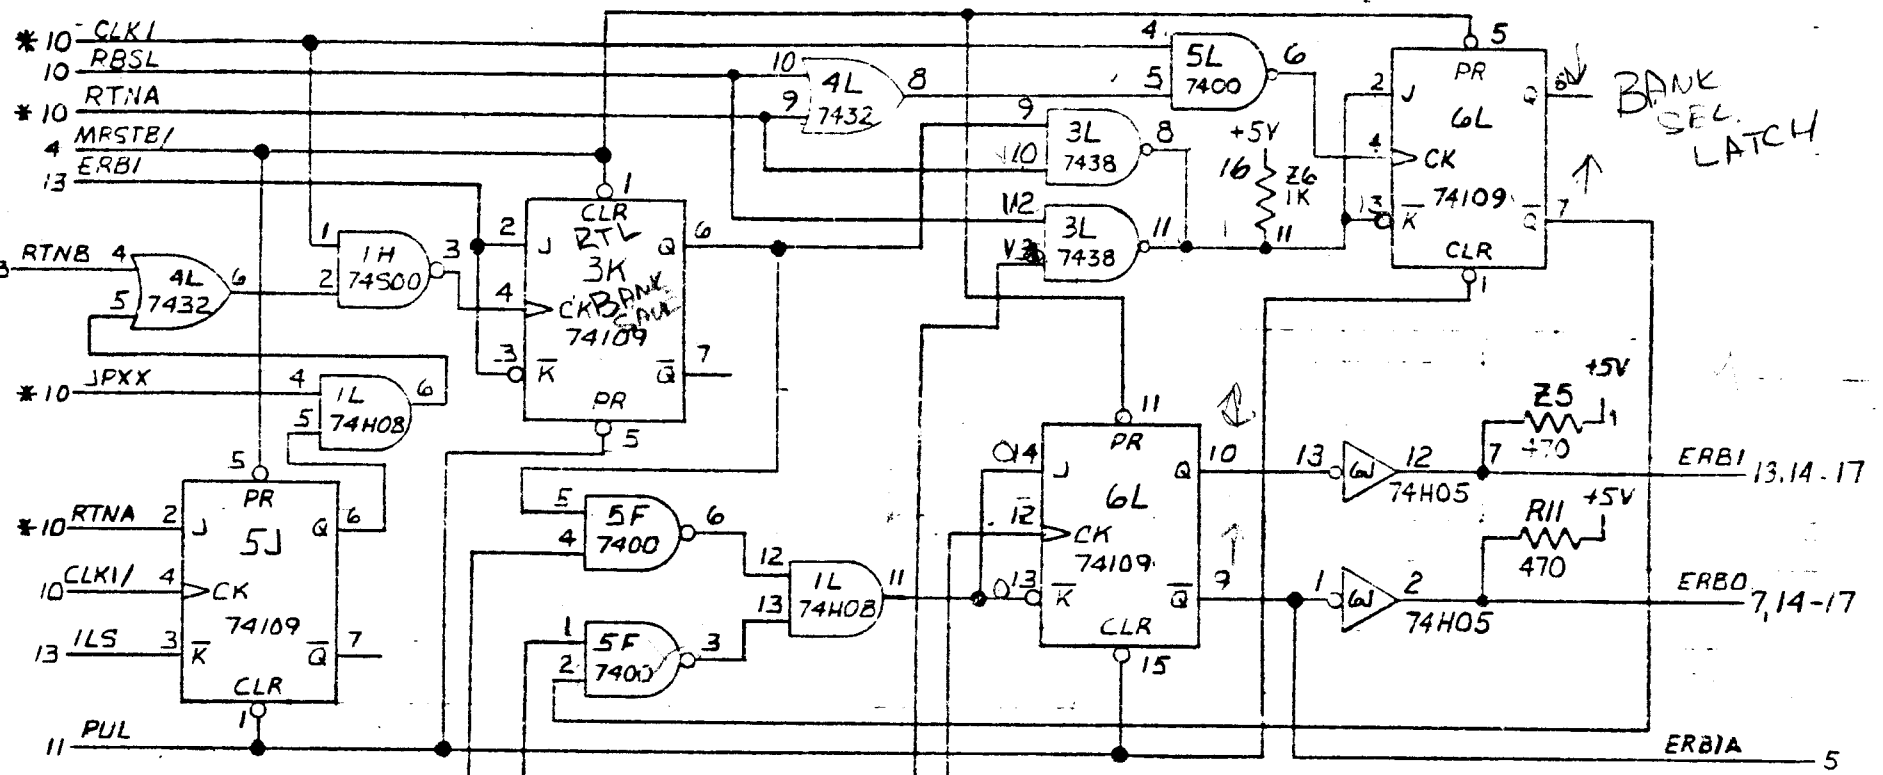 * 10 CLK1
10 RBSL
* 10 RTNA
4 MRSTB/
13 ERB1
RTNB 4
5
4L
7432
6
1
2
1H
74S00
3
* 10 JPXX 4
5
1L
74H08
6
* 10 RTNA 2
10 CLK1/ 4
13 1LS 3
5
PR
J
Q 6
5J
CK
74109
K
Q 7
CLR
1
11 PUL
1
CLR
RTL
2 J
Q 6
3K
4 CK
BANK
SAVE
74109
3 K
Q 7
PR
5
10
9
4L
7432
8
4
5
5L
7400
6
9
10
3L
7438
8
12
3L
7438
11
+5V
16
Z6
1K
11
5
PR
2 J
Q
6L
4 CK
74109
13 K
Q 7
CLR
1
BANK
SEL.
LATCH
5
4
5F
7400
6
1
2
5F
7400
3
12
13
1L
74H08
11
11
PR
14 J
Q 10
6L
12 CK
74109
13 K
Q 9
CLR
15
13
6J
12
74H05
7
Z5
470
+5V
1
ERB1 13,14-17
1
6J
2
74H05
R11
470
+5V
ERB0 7,14-17
ERB1A 5